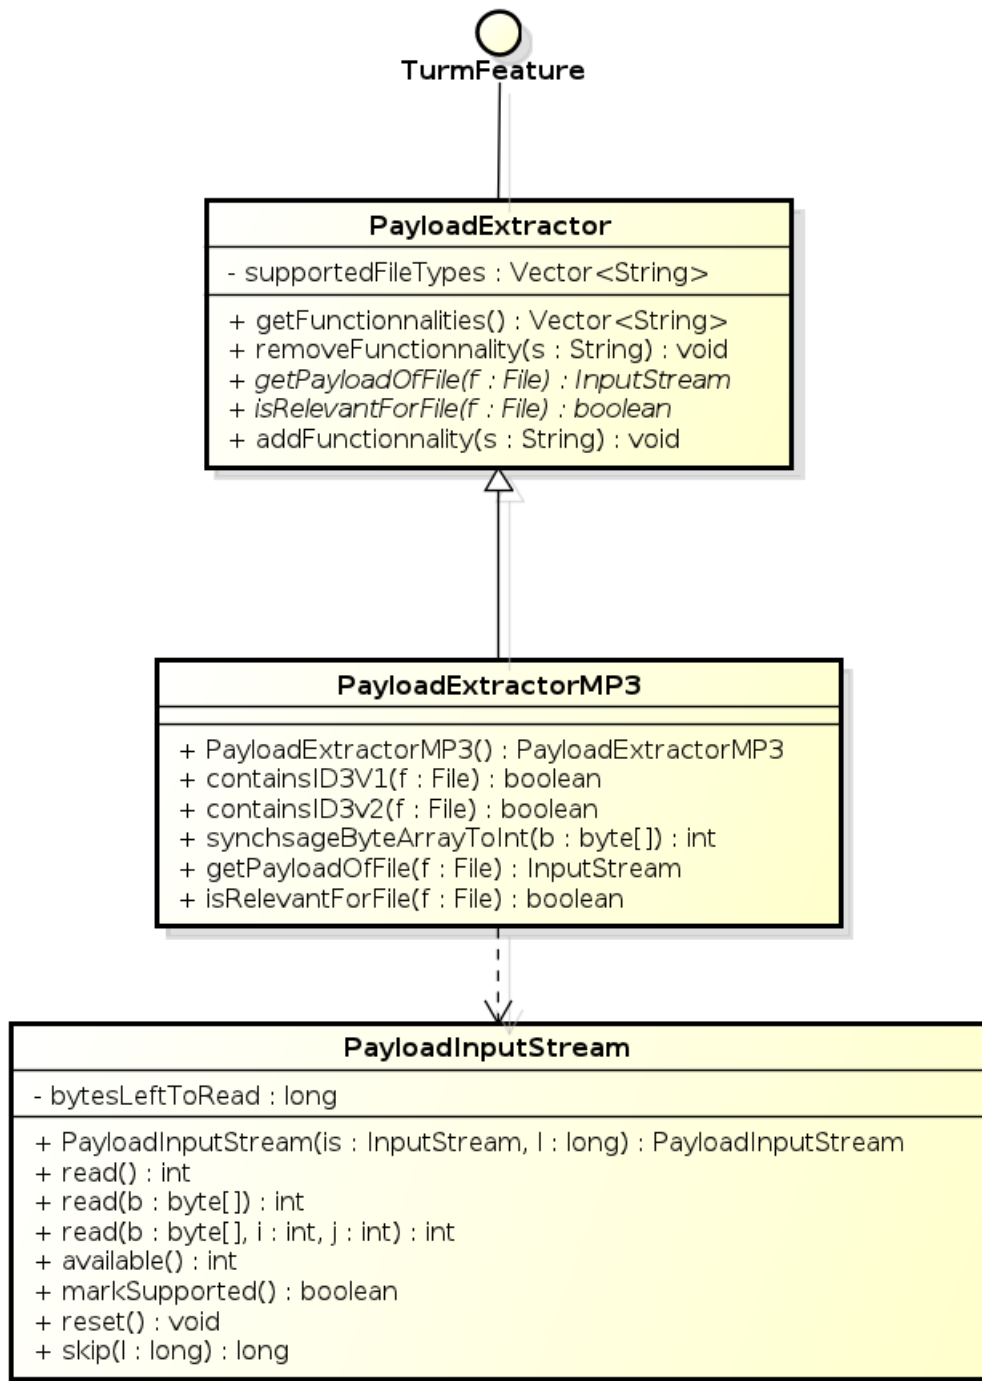 TurmFeature
PayloadExtractor
- supportedFileTypes : Vector<String>
+ getFunctionnalities() : Vector<String>
+ removeFunctionnality(s : String) : void
+ getPayloadOfFile(f : File) : InputStream
+ isRelevantForFile(f : File) : boolean
+ addFunctionnality(s : String) : void
PayloadExtractorMP3
+ PayloadExtractorMP3() : PayloadExtractorMP3
+ containsID3V1(f : File) : boolean
+ containsID3v2(f : File) : boolean
+ synchsageByteArrayToInt(b : byte[]) : int
+ getPayloadOfFile(f : File) : InputStream
+ isRelevantForFile(f : File) : boolean
PayloadInputStream
- bytesLeftToRead : long
+ PayloadInputStream(is : InputStream, l : long) : PayloadInputStream
+ read() : int
+ read(b : byte[]) : int
+ read(b : byte[], i : int, j : int) : int
+ available() : int
+ markSupported() : boolean
+ reset() : void
+ skip(l : long) : long